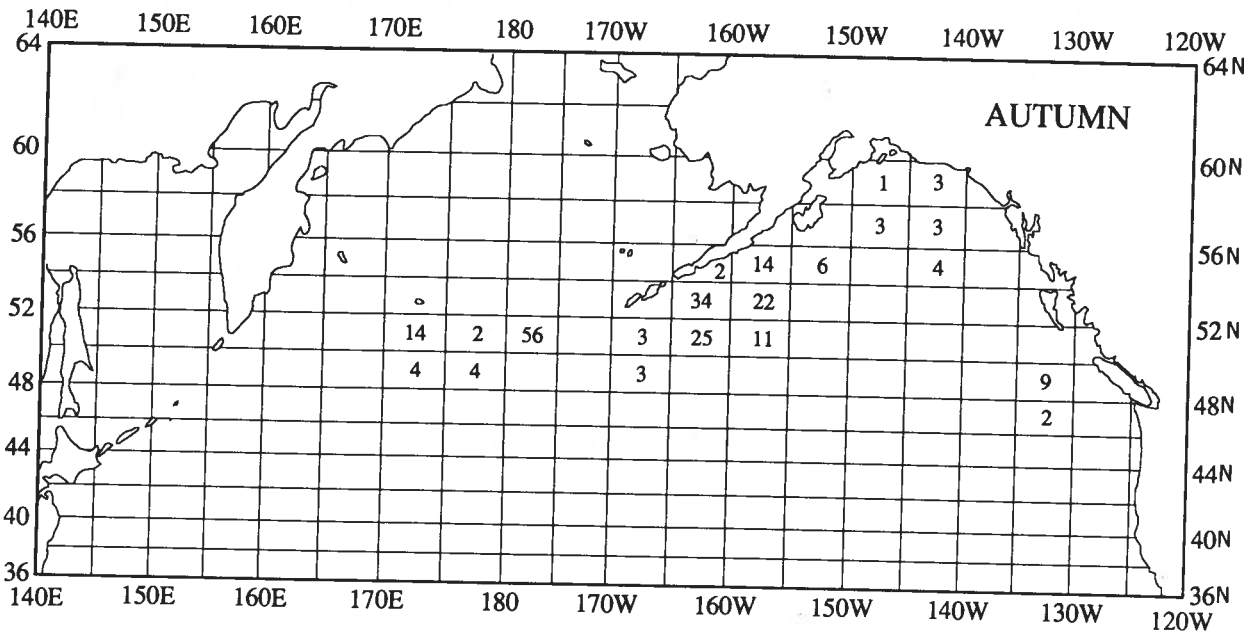 140E 150E 160E 170E 180 170W 160W 150W 140W 130W 120W
64 64N
AUTUMN
60 60N
1 3
56 3 3 56N
2 14 6 4
52 34 22 52N
14 2 56 3 25 11
48 4 4 3 9 48N
2
44 44N
40 40N
36 36N
140E 150E 160E 170E 180 170W 160W 150W 140W 130W 120W